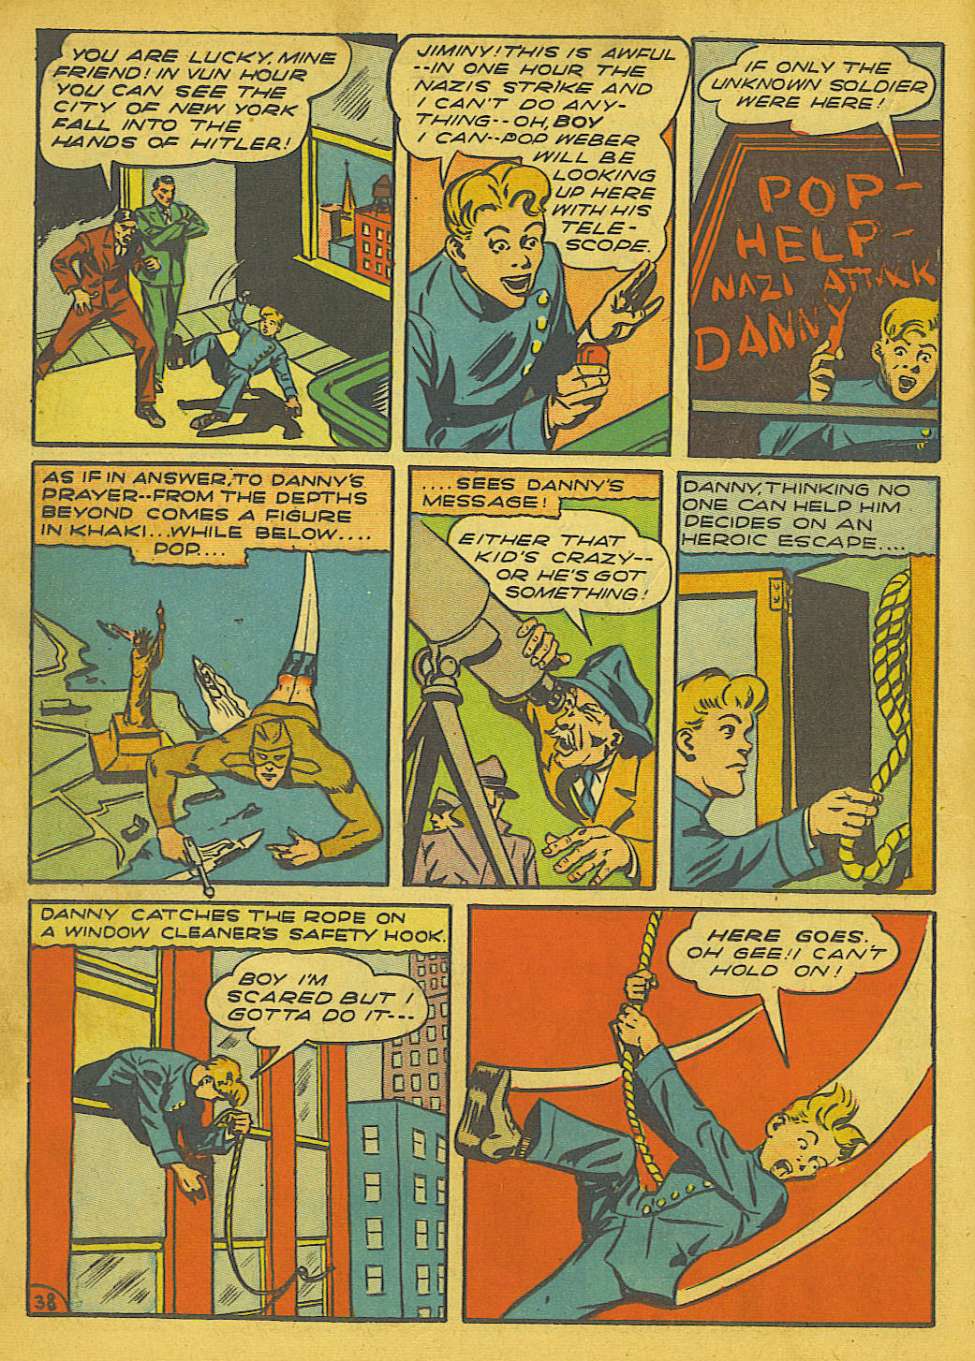 YOU ARE LUCKY, MINE
FRIEND! IN VUN HOUR
YOU CAN SEE THE
CITY OF NEW YORK
FALL INTO THE
HANDS OF HITLER!
JIMINY! THIS IS AWFUL
--IN ONE HOUR THE
NAZIS STRIKE AND
I CAN'T DO ANY-
THING--OH, BOY
I CAN--POP WEBER
WILL BE
LOOKING
UP HERE
WITH HIS
TELE-
SCOPE.
IF ONLY THE
UNKNOWN SOLDIER
WERE HERE!
POP-
HELP-
NAZI ATTACK
DANNY
AS IF IN ANSWER, TO DANNY'S
PRAYER--FROM THE DEPTHS
BEYOND COMES A FIGURE
IN KHAKI...WHILE BELOW....
POP....
....SEES DANNY'S
MESSAGE!
EITHER THAT
KID'S CRAZY--
OR HE'S GOT
SOMETHING!
DANNY, THINKING NO
ONE CAN HELP HIM
DECIDES ON AN
HEROIC ESCAPE....
DANNY CATCHES THE ROPE ON
A WINDOW CLEANER'S SAFETY HOOK.
BOY I'M
SCARED BUT I
GOTTA DO IT---
HERE GOES.
OH GEE!! I CAN'T
HOLD ON!
38